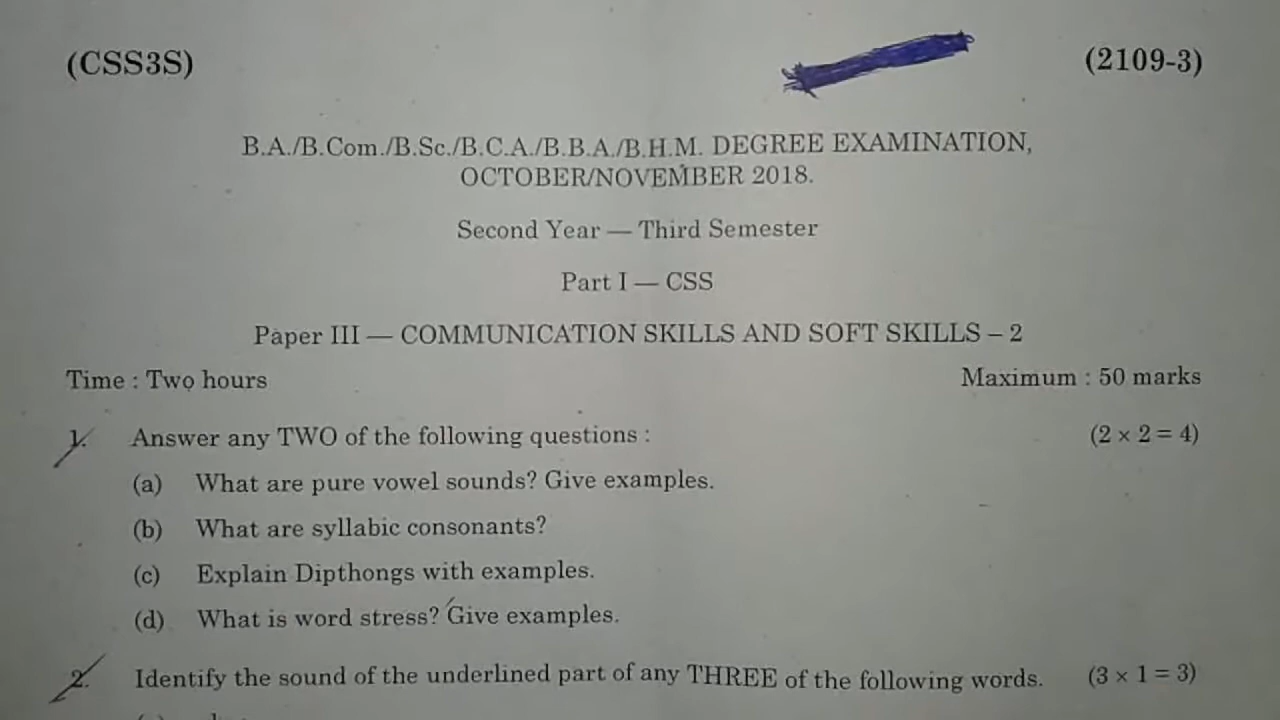 (CSS3S) (2109-3)
B.A./B.Com./B.Sc./B.C.A./B.B.A./B.H.M. DEGREE EXAMINATION,
OCTOBER/NOVEMBER 2018.
Second Year — Third Semester
Part I — CSS
Paper III — COMMUNICATION SKILLS AND SOFT SKILLS – 2
Time : Two hours Maximum : 50 marks
1. Answer any TWO of the following questions : (2 × 2 = 4)
(a) What are pure vowel sounds? Give examples.
(b) What are syllabic consonants?
(c) Explain Dipthongs with examples.
(d) What is word stress? Give examples.
2. Identify the sound of the underlined part of any THREE of the following words. (3 × 1 = 3)